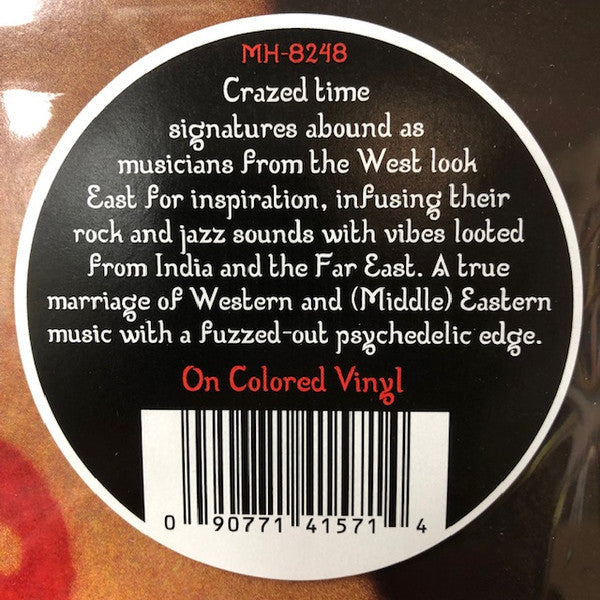 MH-8248
Crazed time
signatures abound as
musicians from the West look
East for inspiration, infusing their
rock and jazz sounds with vibes looted
from India and the Far East. A true
marriage of Western and (Middle) Eastern
music with a fuzzed-out psychedelic edge.
On Colored Vinyl
0 90771 41571 4